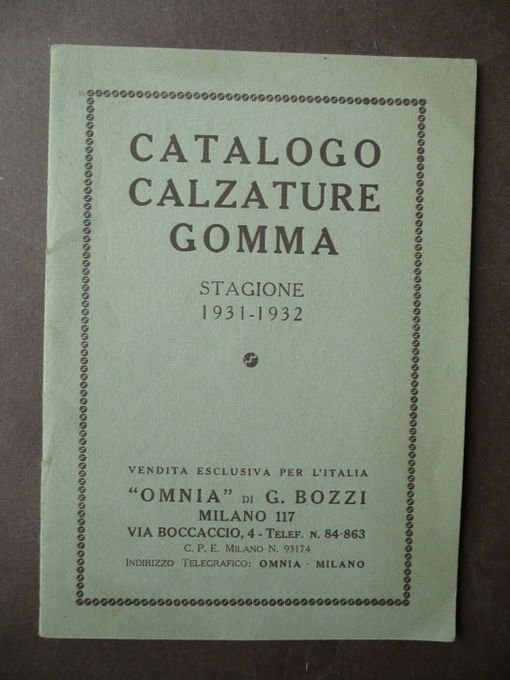 CATALOGO
CALZATURE
GOMMA
STAGIONE
1931-1932
VENDITA ESCLUSIVA PER L'ITALIA
"OMNIA" DI G. BOZZI
MILANO 117
VIA BOCCACCIO, 4 - TELEF. N. 84-863
C. P. E. MILANO N. 93174
INDIRIZZO TELEGRAFICO: OMNIA - MILANO